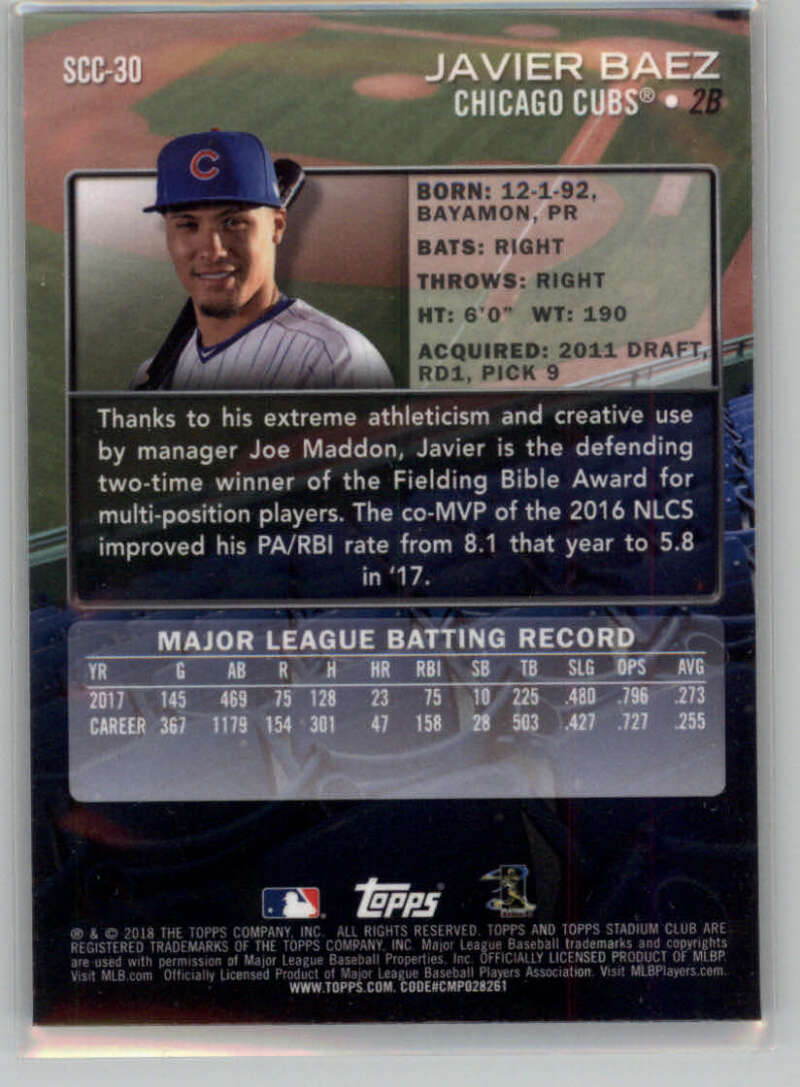 SCC-30
JAVIER BAEZ
CHICAGO CUBS® • 2B
C
BORN: 12-1-92,
BAYAMON, PR
BATS: RIGHT
THROWS: RIGHT
HT: 6'0" WT: 190
ACQUIRED: 2011 DRAFT,
RD1, PICK 9
Thanks to his extreme athleticism and creative use
by manager Joe Maddon, Javier is the defending
two-time winner of the Fielding Bible Award for
multi-position players. The co-MVP of the 2016 NLCS
improved his PA/RBI rate from 8.1 that year to 5.8
in '17.
MAJOR LEAGUE BATTING RECORD
YR G AB R H HR RBI SB TB SLG OPS AVG
2017 145 469 75 128 23 75 10 225 .480 .796 .273
CAREER 367 1179 154 301 47 158 28 503 .427 .727 .255
Topps
® & © 2018 THE TOPPS COMPANY, INC. ALL RIGHTS RESERVED. TOPPS AND TOPPS STADIUM CLUB ARE
REGISTERED TRADEMARKS OF THE TOPPS COMPANY, INC. Major League Baseball trademarks and copyrights
are used with permission of Major League Baseball Properties, Inc. OFFICIALLY LICENSED PRODUCT OF MLBP.
Visit MLB.com Officially Licensed Product of Major League Baseball Players Association. Visit MLBPlayers.com.
WWW.TOPPS.COM. CODE#CMP028261